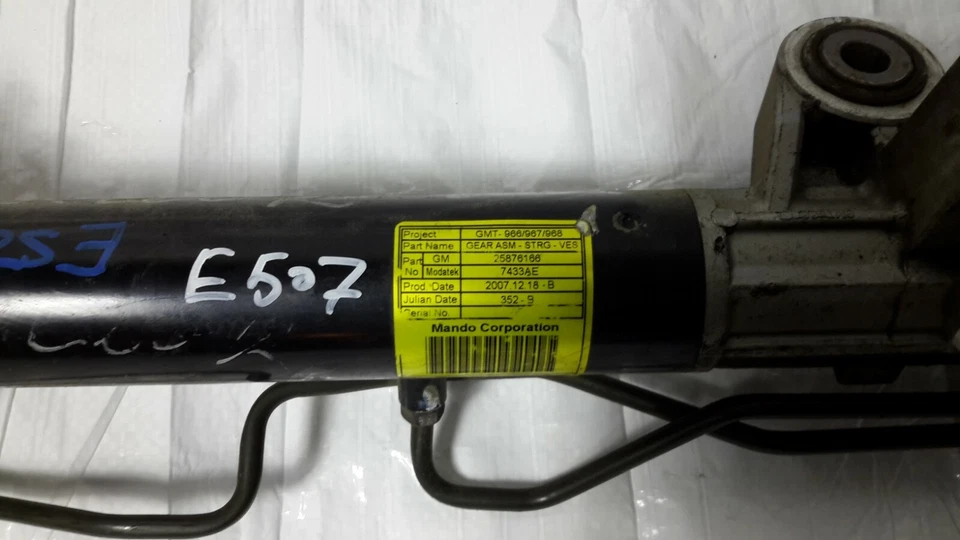 E507
Project GMT- 966/967/968
Part Name GEAR ASM - STRG - VES
Part No GM 25876166
Modatek 7433AE
Prod. Date 2007.12.18 - B
Julian Date 352 - 9
Serial No.
Mando Corporation